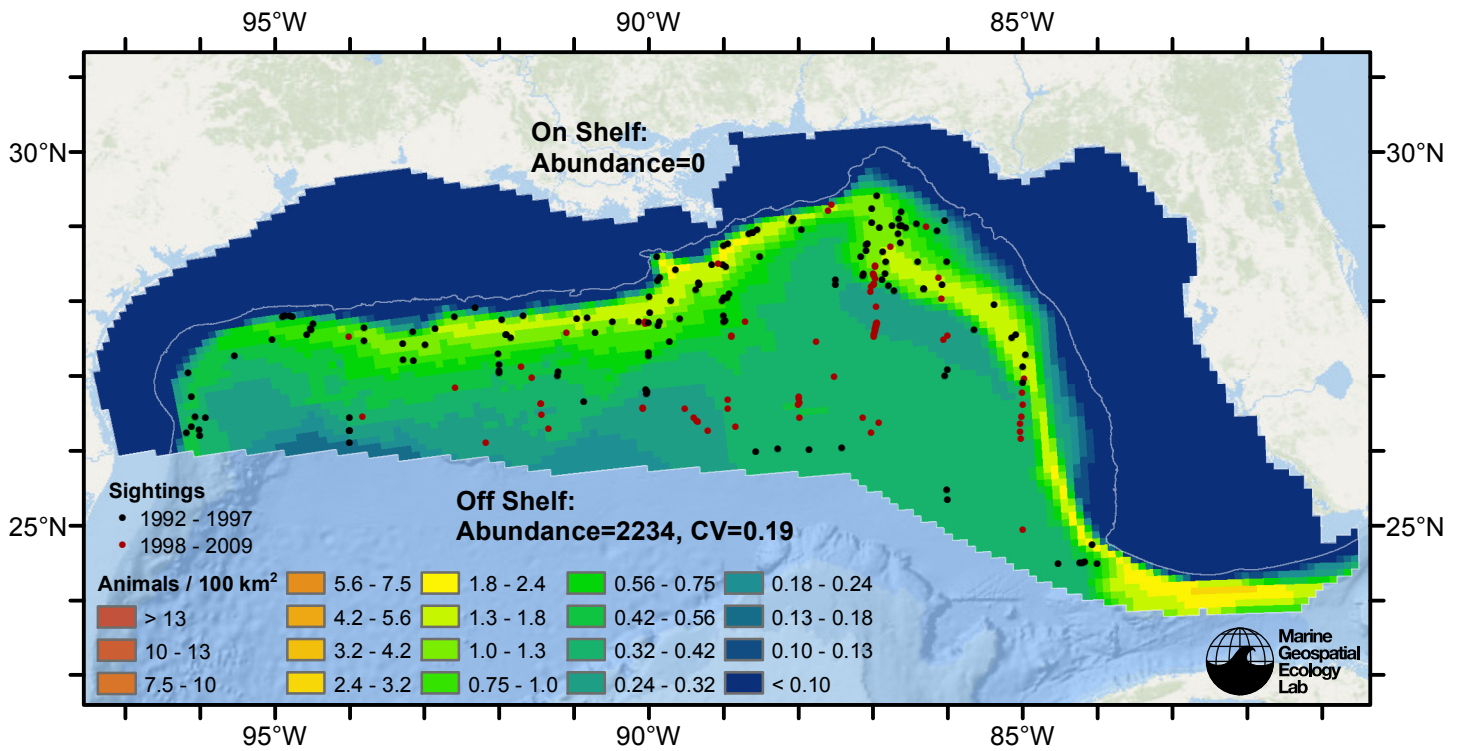 95°W 90°W 85°W
30°N 30°N
On Shelf:
Abundance=0
25°N 25°N
Sightings
1992 - 1997
1998 - 2009
Off Shelf:
Abundance=2234, CV=0.19
Animals / 100 km²
> 13
10 - 13
7.5 - 10
5.6 - 7.5
4.2 - 5.6
3.2 - 4.2
2.4 - 3.2
1.8 - 2.4
1.3 - 1.8
1.0 - 1.3
0.75 - 1.0
0.56 - 0.75
0.42 - 0.56
0.32 - 0.42
0.24 - 0.32
0.18 - 0.24
0.13 - 0.18
0.10 - 0.13
< 0.10
Marine
Geospatial
Ecology
Lab
95°W 90°W 85°W